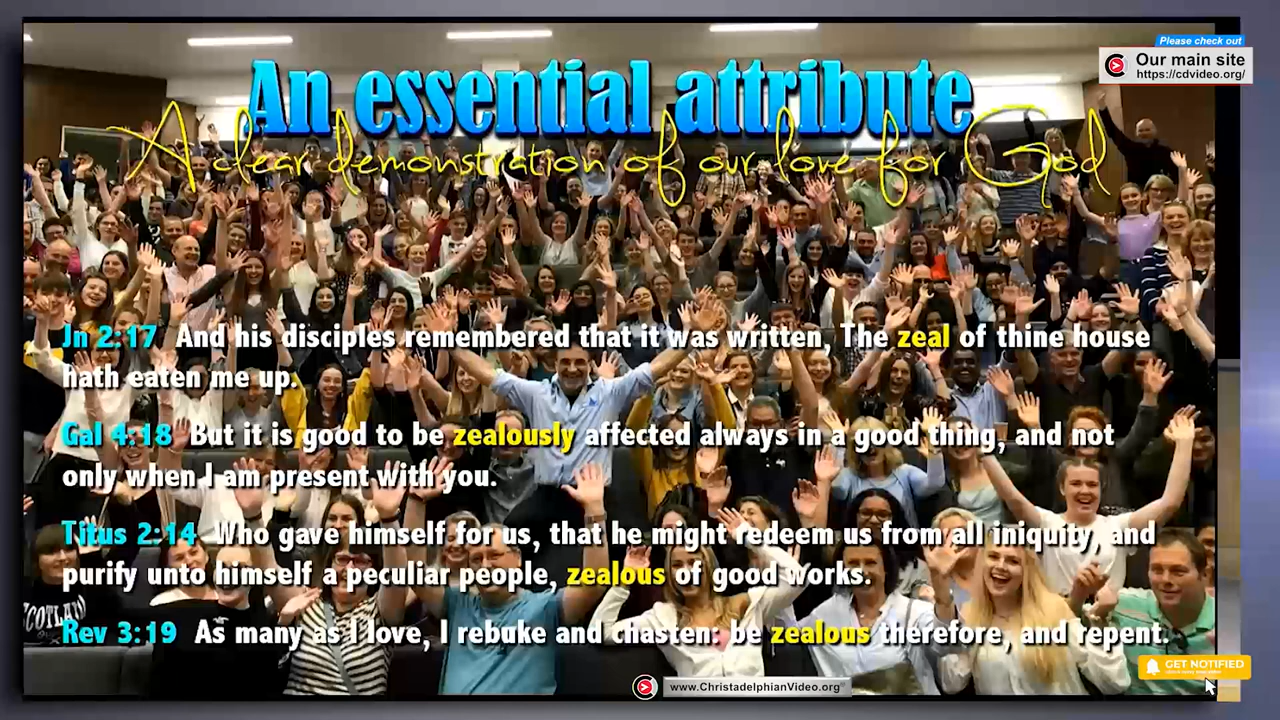 Please check out
Our main site
https://cdvideo.org/
An essential attribute
A clear demonstration of our love for God
Jn 2:17 And his disciples remembered that it was written, The zeal of thine house
hath eaten me up.
Gal 4:18 But it is good to be zealously affected always in a good thing, and not
only when I am present with you.
Titus 2:14 Who gave himself for us, that he might redeem us from all iniquity, and
purify unto himself a peculiar people, zealous of good works.
SCOTLAND
Rev 3:19 As many as I love, I rebuke and chasten: be zealous therefore, and repent.
GET NOTIFIED
www.ChristadelphianVideo.org